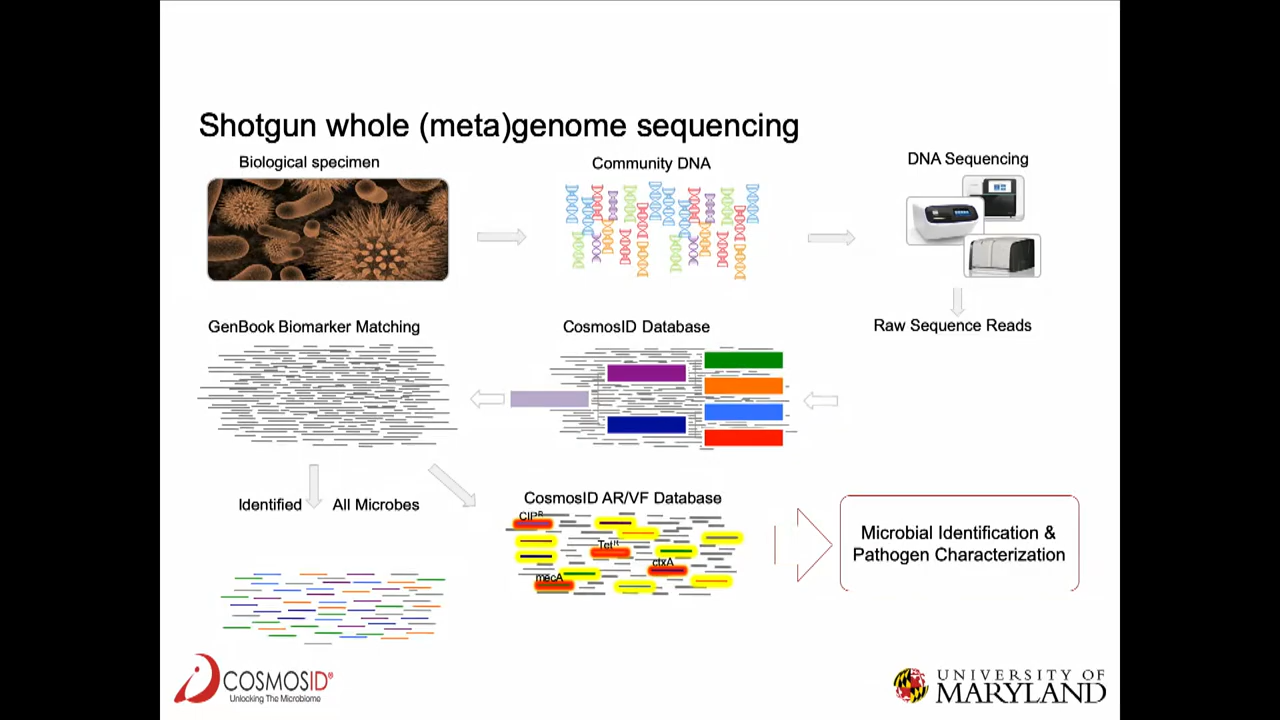 Shotgun whole (meta)genome sequencing
Biological specimen
Community DNA
DNA Sequencing
GenBook Biomarker Matching
CosmosID Database
Raw Sequence Reads
Identified
All Microbes
CosmosID AR/VF Database
CIPᴿ
Tetᴿ
ctxA
mecA
Microbial Identification &
Pathogen Characterization
COSMOSID®
Unlocking The Microbiome
UNIVERSITY OF
MARYLAND